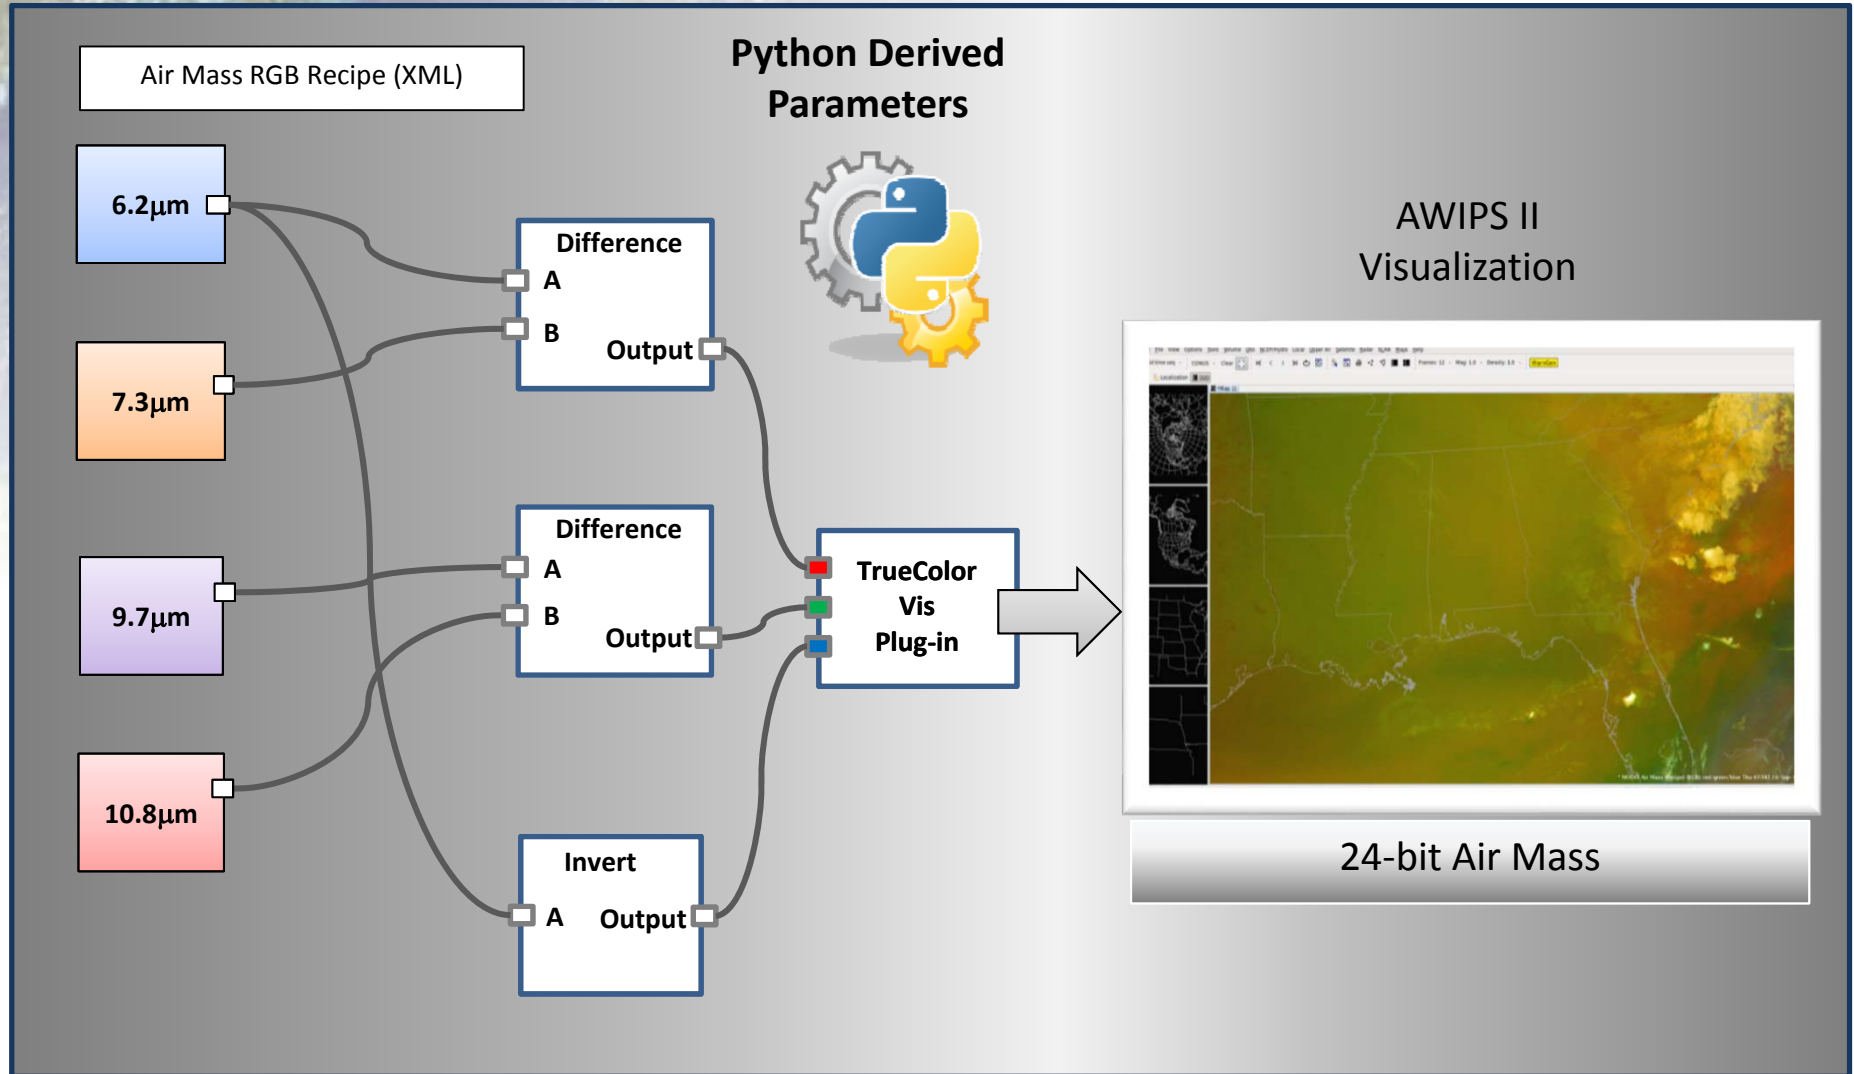 Air Mass RGB Recipe (XML)
Python Derived
Parameters
6.2μm
7.3μm
9.7μm
10.8μm
Difference
A
B
Output
Difference
A
B
Output
Invert
A Output
TrueColor
Vis
Plug-in
AWIPS II
Visualization
24-bit Air Mass